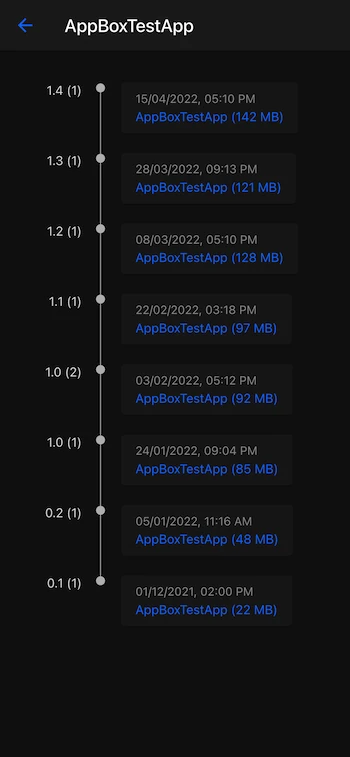 AppBoxTestApp
1.4 (1)
15/04/2022, 05:10 PM
AppBoxTestApp (142 MB)
1.3 (1)
28/03/2022, 09:13 PM
AppBoxTestApp (121 MB)
1.2 (1)
08/03/2022, 05:10 PM
AppBoxTestApp (128 MB)
1.1 (1)
22/02/2022, 03:18 PM
AppBoxTestApp (97 MB)
1.0 (2)
03/02/2022, 05:12 PM
AppBoxTestApp (92 MB)
1.0 (1)
24/01/2022, 09:04 PM
AppBoxTestApp (85 MB)
0.2 (1)
05/01/2022, 11:16 AM
AppBoxTestApp (48 MB)
0.1 (1)
01/12/2021, 02:00 PM
AppBoxTestApp (22 MB)